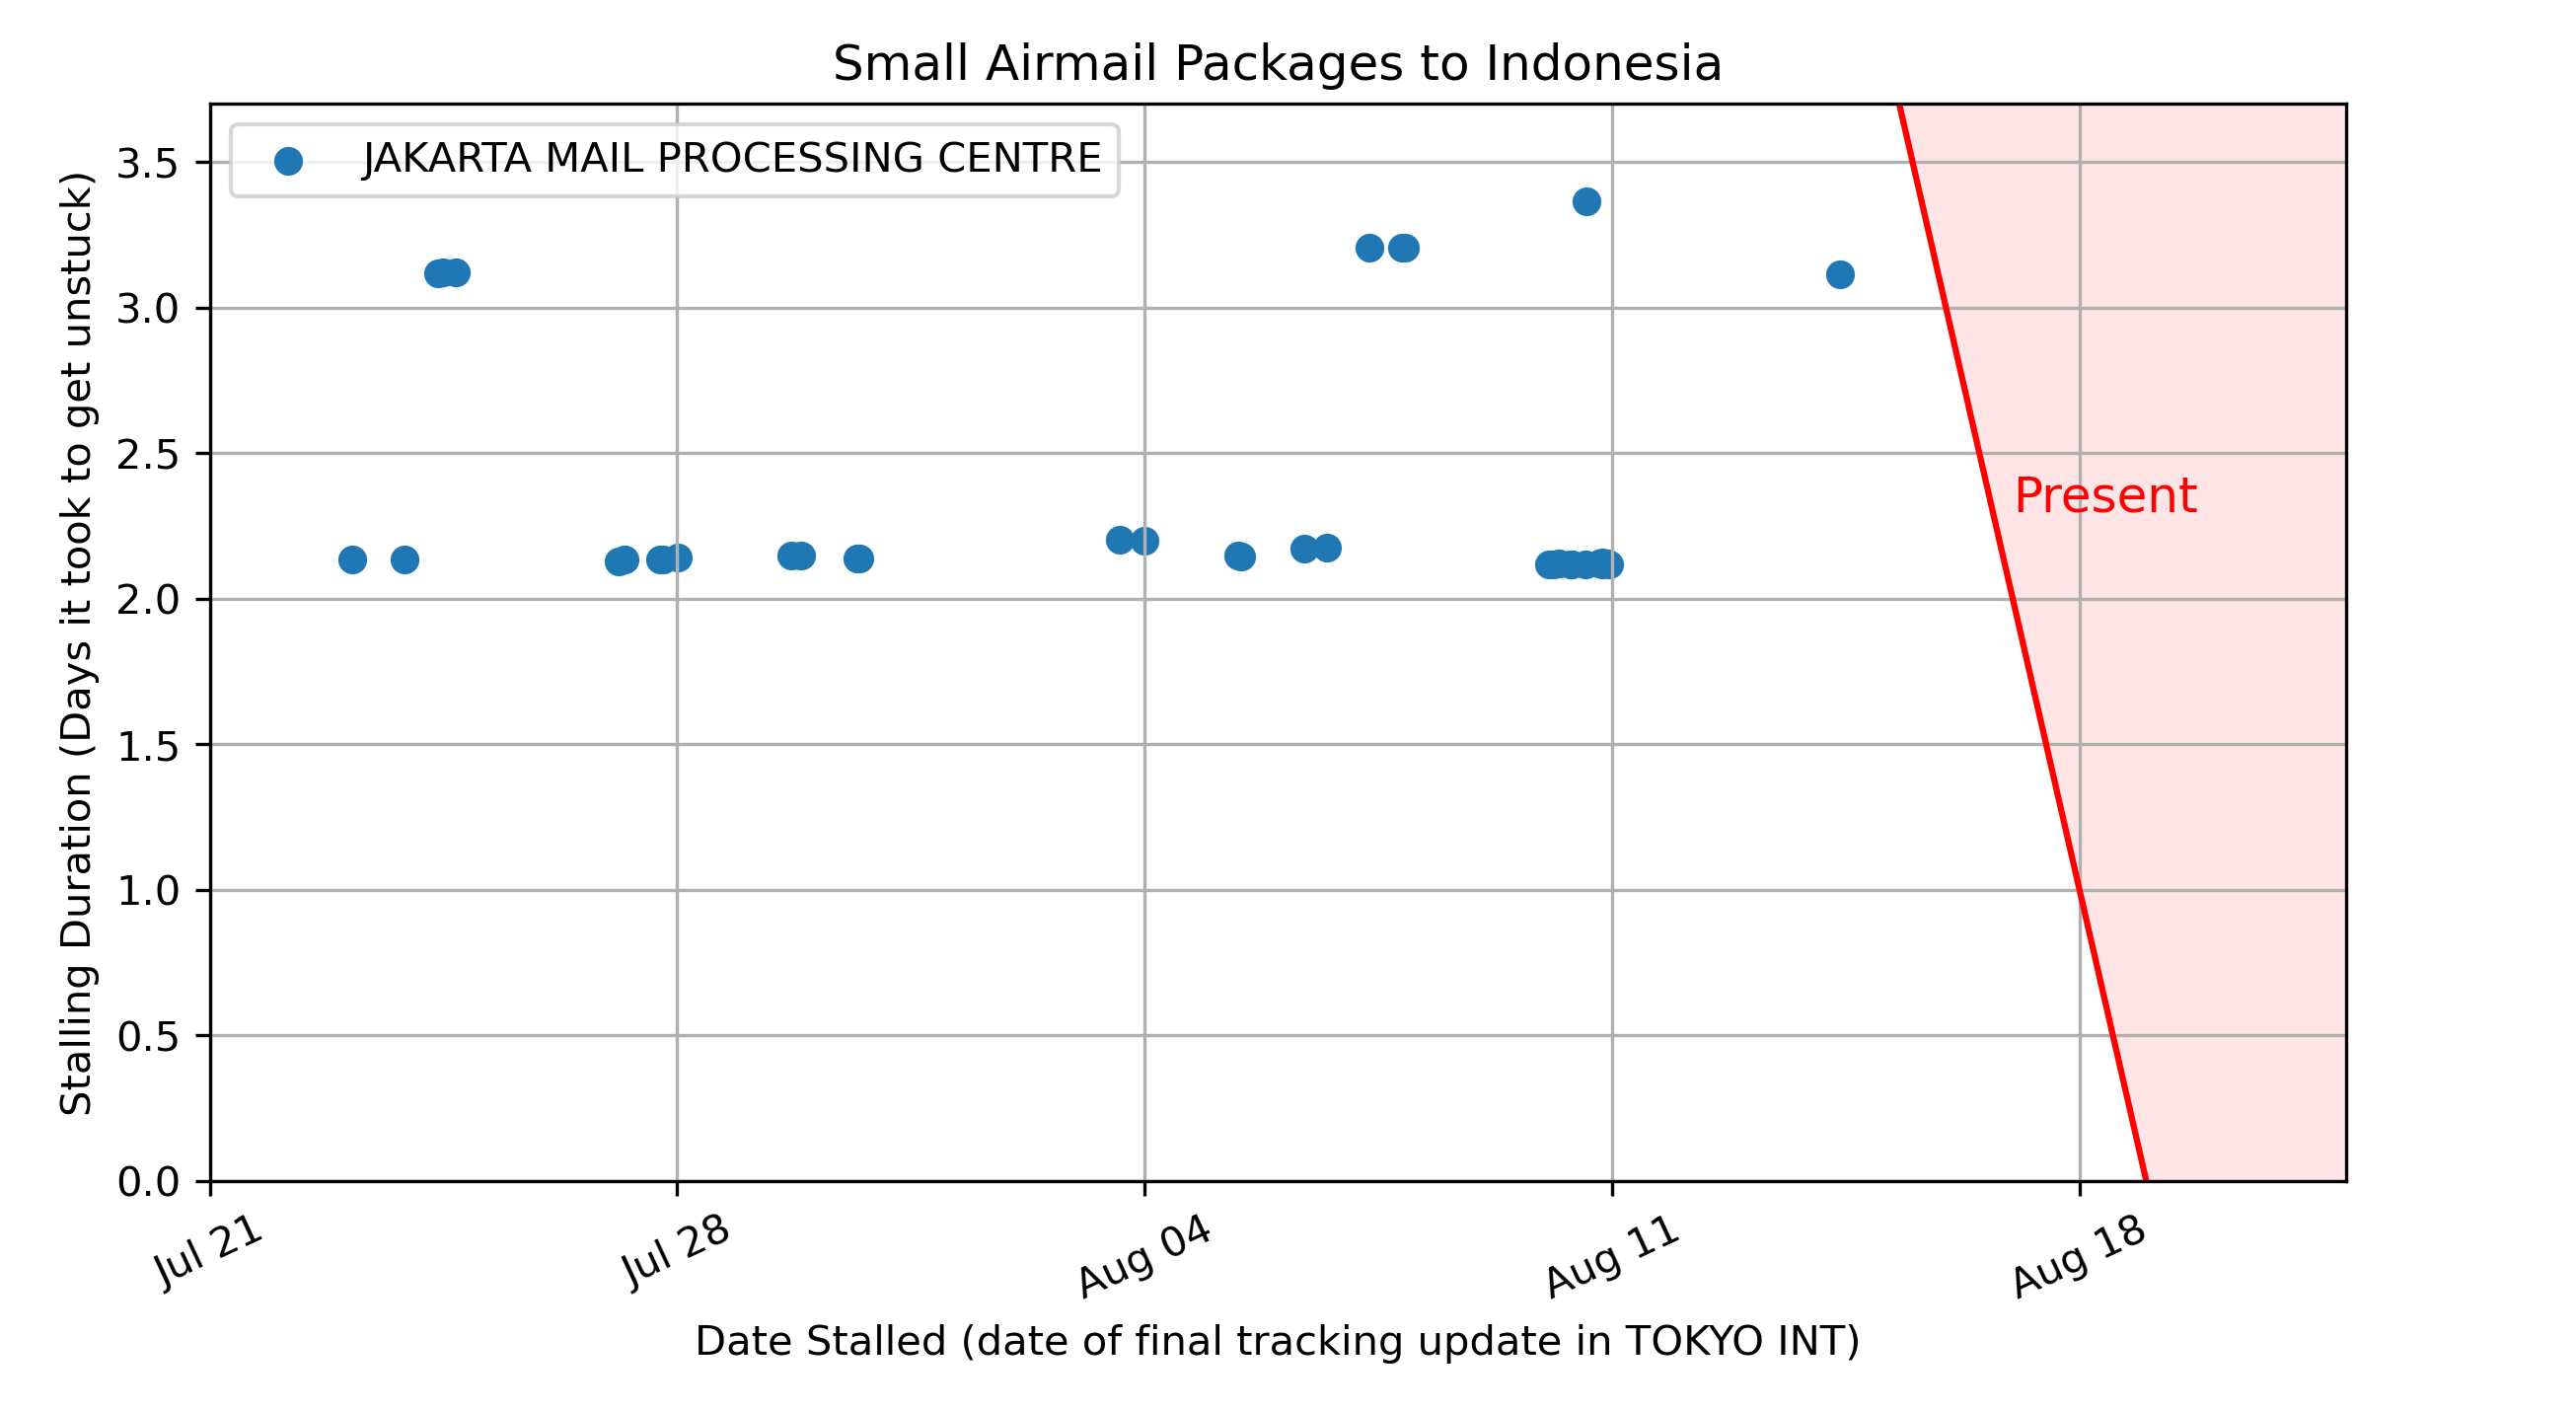 Small Airmail Packages to Indonesia
JAKARTA MAIL PROCESSING CENTRE
Stalling Duration (Days it took to get unstuck)
3.5
3.0
2.5
2.0
1.5
1.0
0.5
0.0
Present
Jul 21
Jul 28
Aug 04
Aug 11
Aug 18
Date Stalled (date of final tracking update in TOKYO INT)